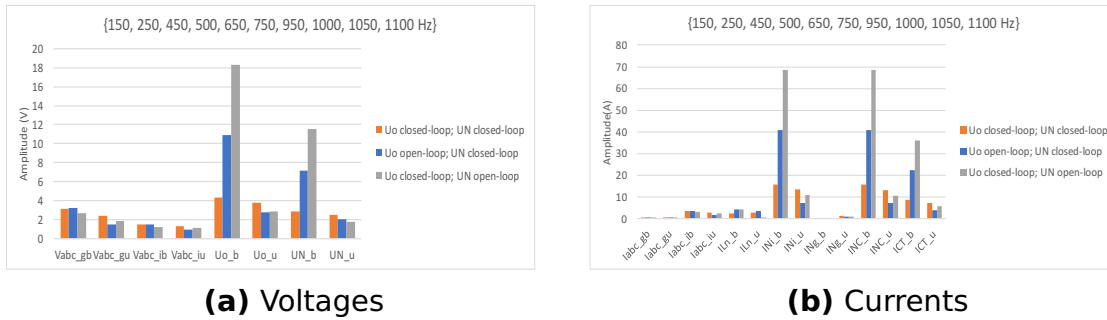 {150, 250, 450, 500, 650, 750, 950, 1000, 1050, 1100 Hz}
Amplitude (V)
20
18
16
14
12
10
8
6
4
2
0
Vabc_gb Vabc_gu Vabc_ib Vabc_iu Uo_b Uo_u UN_b UN_u
Uo closed-loop; UN closed-loop
Uo open-loop; UN closed-loop
Uo closed-loop; UN open-loop
(a) Voltages
{150, 250, 450, 500, 650, 750, 950, 1000, 1050, 1100 Hz}
Amplitude(A)
80
70
60
50
40
30
20
10
0
Iabc_gb Iabc_gu Iabc_ib Iabc_iu ILn_b ILn_u INi_b INi_u INg_b INg_u INC_b INC_u ICT_b ICT_u
Uo closed-loop; UN closed-loop
Uo open-loop; UN closed-loop
Uo closed-loop; UN open-loop
(b) Currents